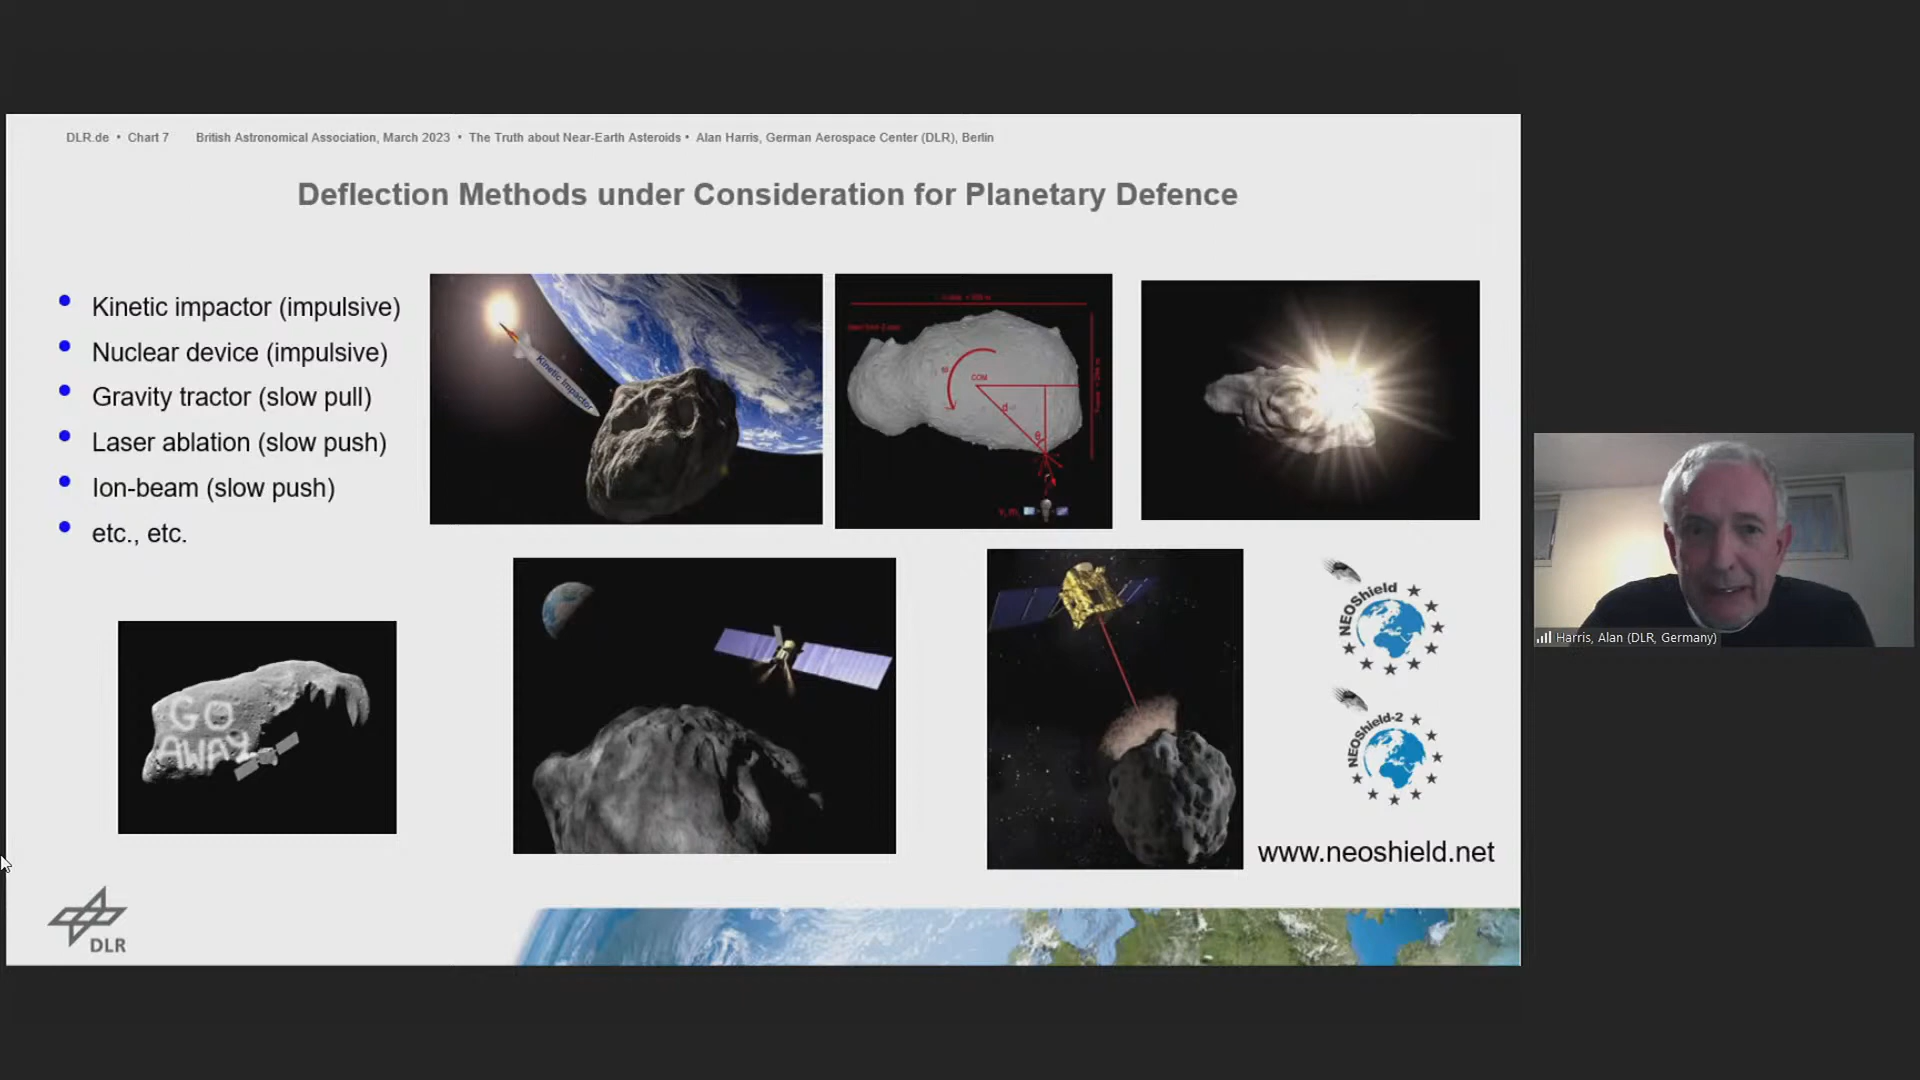 DLR.de • Chart 7 British Astronomical Association, March 2023 • The Truth about Near-Earth Asteroids • Alan Harris, German Aerospace Center (DLR), Berlin
Deflection Methods under Consideration for Planetary Defence
• Kinetic impactor (impulsive)
• Nuclear device (impulsive)
• Gravity tractor (slow pull)
• Laser ablation (slow push)
• Ion-beam (slow push)
• etc., etc.
Kinetic Impactor
COM
d
θ
GO
AWAY
NEOShield
NEOShield-2
www.neoshield.net
DLR
Harris, Alan (DLR, Germany)